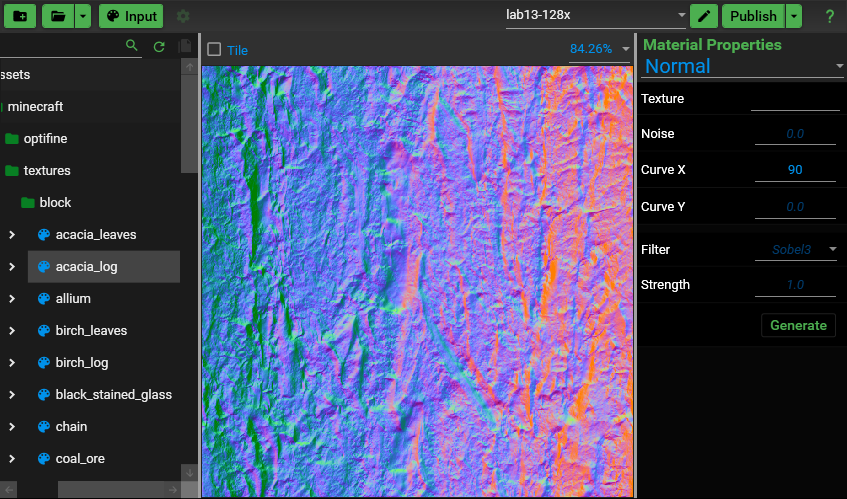 Input
lab13-128x
Publish
?
Tile
84.26%
Material Properties
Normal
ssets
minecraft
optifine
textures
block
acacia_leaves
acacia_log
allium
birch_leaves
birch_log
black_stained_glass
chain
coal_ore
Texture
Noise
0.0
Curve X
90
Curve Y
0.0
Filter
Sobel3
Strength
1.0
Generate